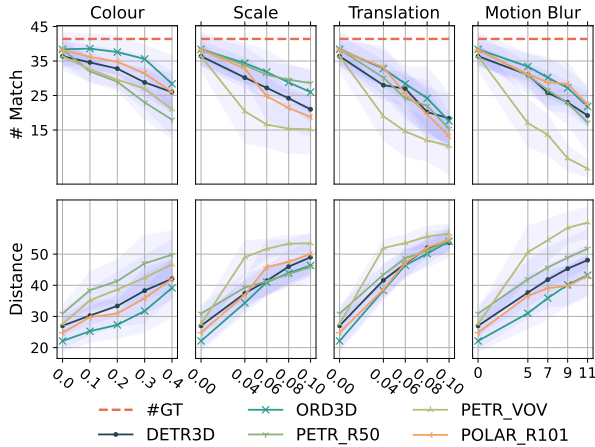 Colour Scale Translation Motion Blur
# Match
45
35
25
15
Distance
50
40
30
20
0.0 0.1 0.2 0.3 0.4 0.00 0.04 0.06 0.08 0.10 0.00 0.04 0.06 0.08 0.10 0 5 7 9 11
#GT ORD3D PETR_VOV
DETR3D PETR_R50 POLAR_R101